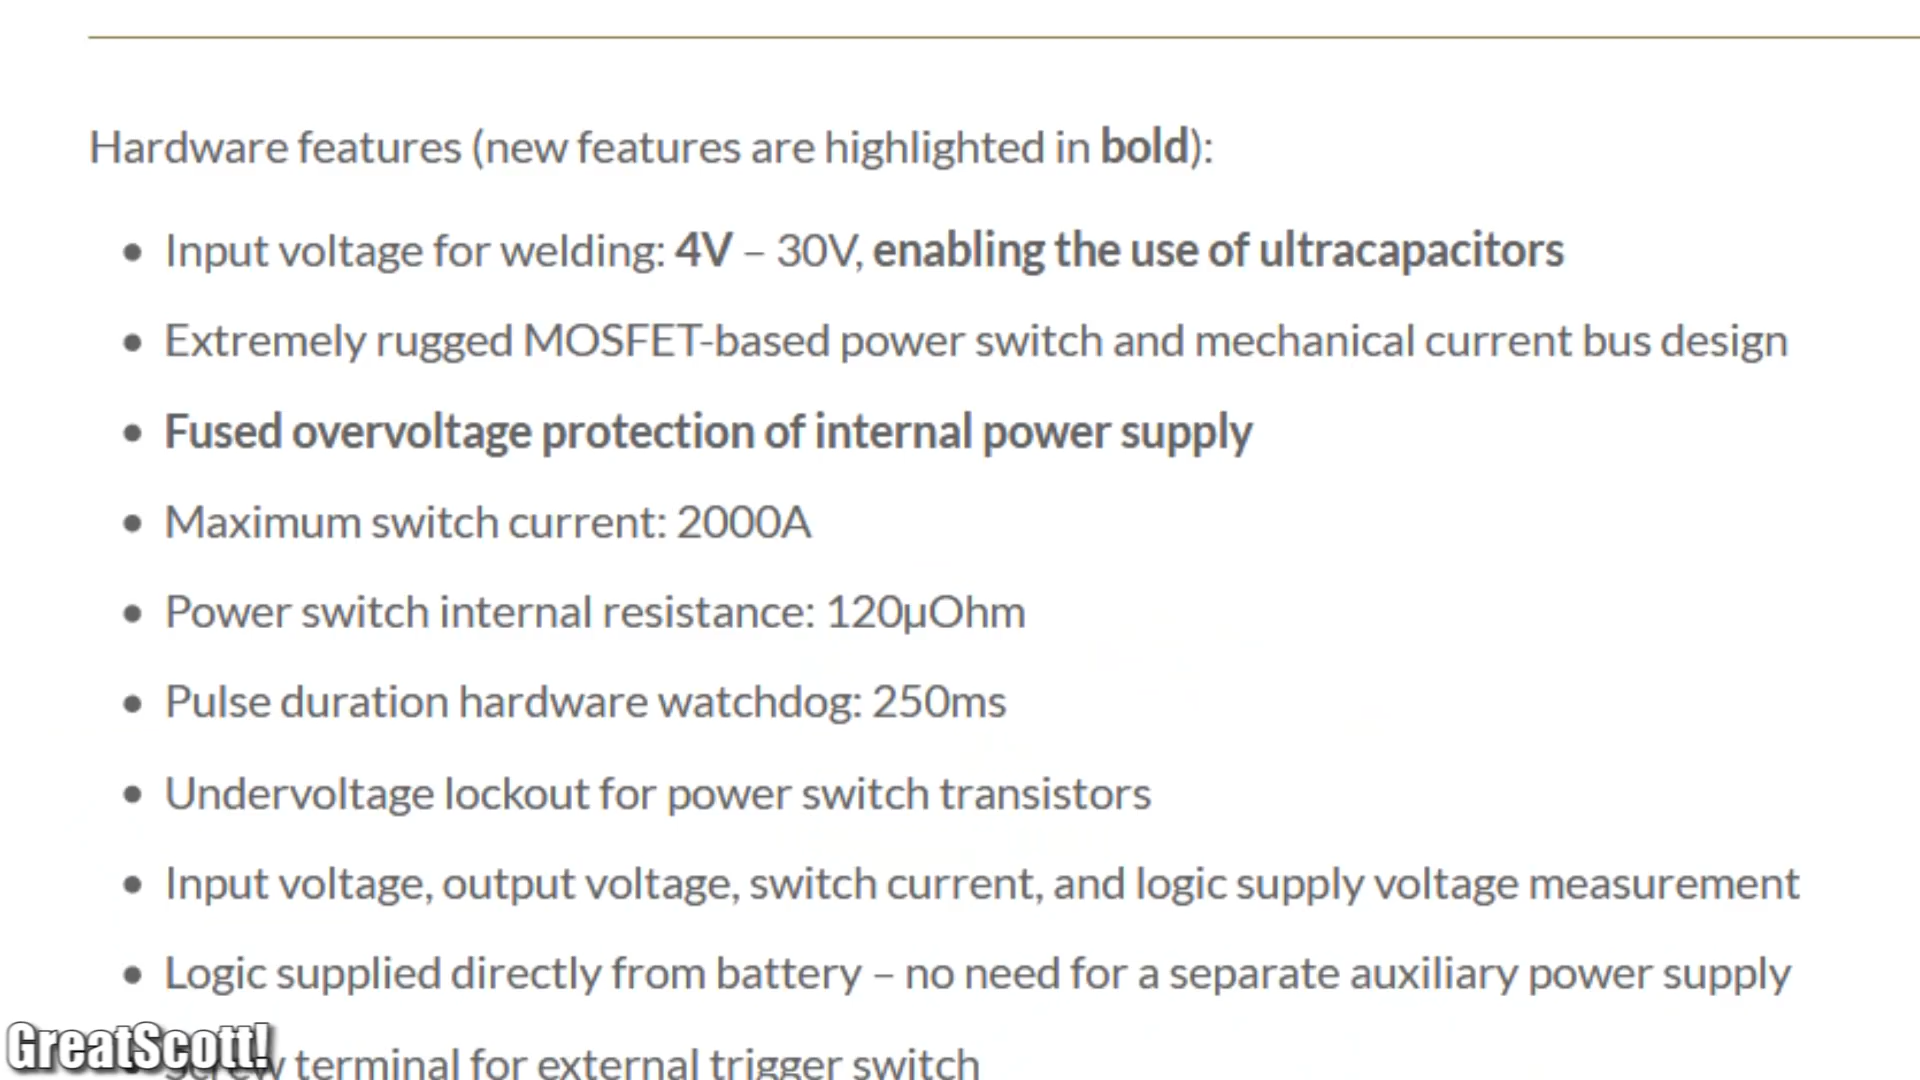 Hardware features (new features are highlighted in bold):
• Input voltage for welding: 4V – 30V, enabling the use of ultracapacitors
• Extremely rugged MOSFET-based power switch and mechanical current bus design
• Fused overvoltage protection of internal power supply
• Maximum switch current: 2000A
• Power switch internal resistance: 120µOhm
• Pulse duration hardware watchdog: 250ms
• Undervoltage lockout for power switch transistors
• Input voltage, output voltage, switch current, and logic supply voltage measurement
• Logic supplied directly from battery – no need for a separate auxiliary power supply
GreatScott!
terminal for external trigger switch